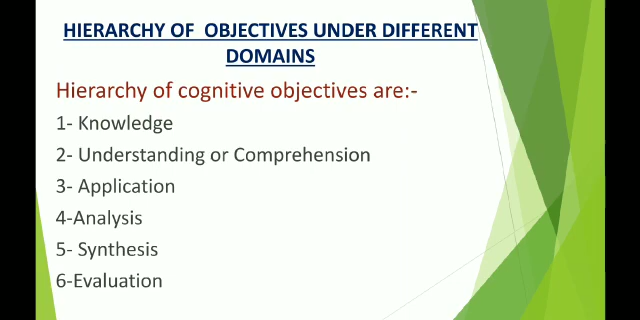 HIERARCHY OF OBJECTIVES UNDER DIFFERENT
DOMAINS
Hierarchy of cognitive objectives are:-
1- Knowledge
2- Understanding or Comprehension
3- Application
4-Analysis
5- Synthesis
6-Evaluation